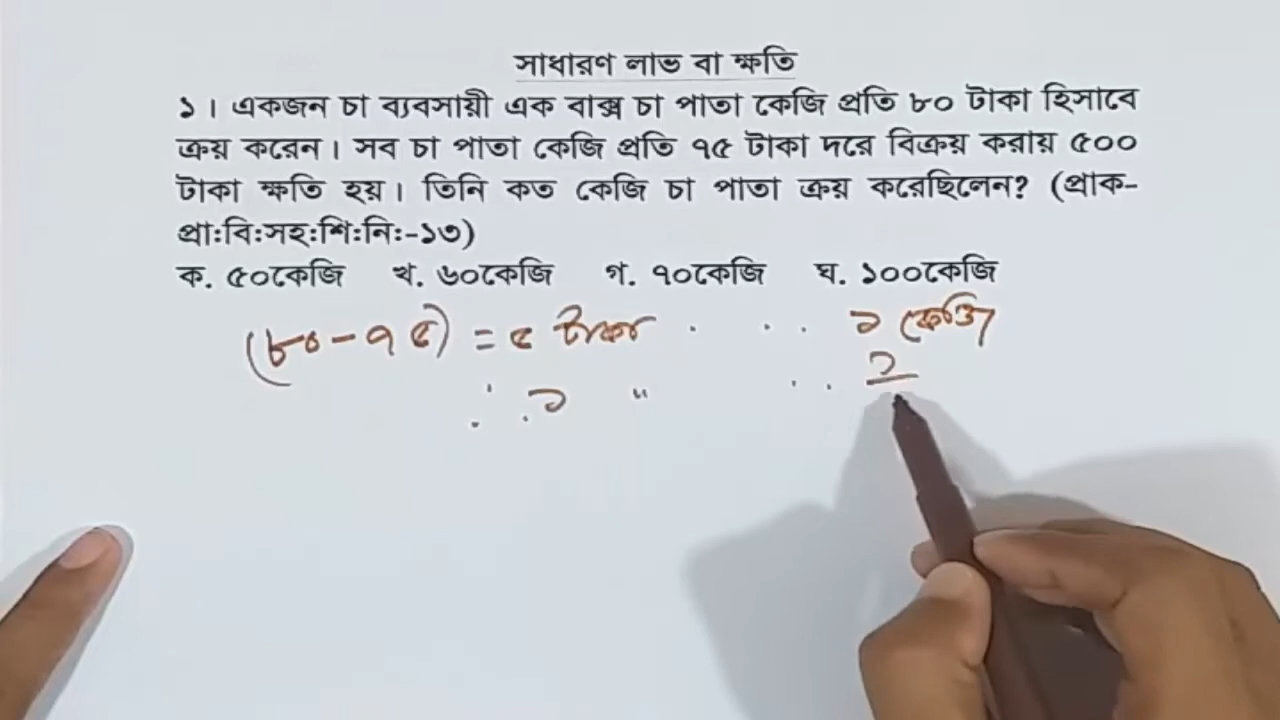 সাধারণ লাভ বা ক্ষতি
১। একজন চা ব্যবসায়ী এক বাক্স চা পাতা কেজি প্রতি ৮০ টাকা হিসাবে
ক্রয় করেন। সব চা পাতা কেজি প্রতি ৭৫ টাকা দরে বিক্রয় করায় ৫০০
টাকা ক্ষতি হয়। তিনি কত কেজি চা পাতা ক্রয় করেছিলেন? (প্রাক-
প্রাঃবিঃসহঃশিঃনিঃ-১৩)
ক. ৫০কেজি খ. ৬০কেজি গ. ৭০কেজি ঘ. ১০০কেজি
(৮০-৭৫) = ৫ টাকা . . . ১ কেজি
∴ ১ " . . ১